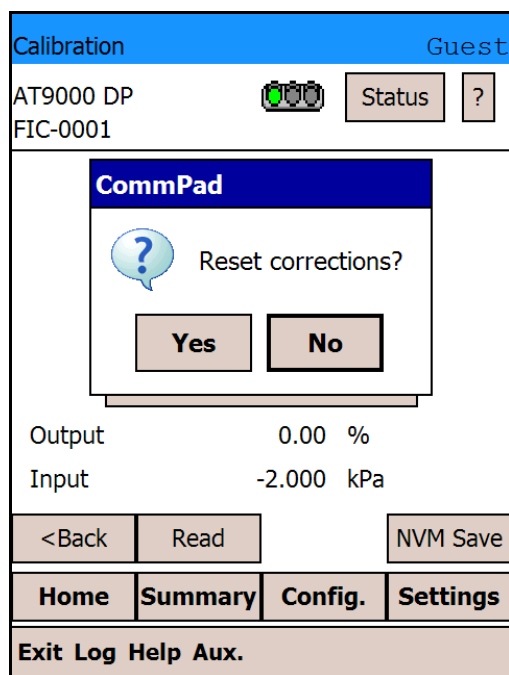 Calibration Guest
AT9000 DP Status ?
FIC-0001
CommPad
? Reset corrections?
Yes No
Output 0.00 %
Input -2.000 kPa
<Back Read NVM Save
Home Summary Config. Settings
Exit Log Help Aux.